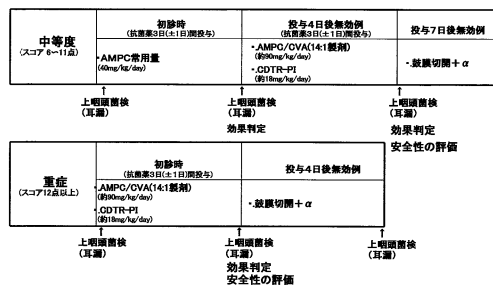 中等度
(スコア 6〜11点)
初診時
(抗菌薬3日(±1日)間投与)
投与4日後無効例
(抗菌薬3日(±1日)間投与)
投与7日後無効例
・AMPC常用量
(40mg/kg/day)
・.AMPC/CVA(14:1製剤)
(約90mg/kg/day)
・.CDTR-PI
(約18mg/kg/day)
・.鼓膜切開+α
上咽頭菌検
(耳漏)
上咽頭菌検
(耳漏)
効果判定
上咽頭菌検
(耳漏)
効果判定
安全性の評価
重症
(スコア12点以上)
初診時
(抗菌薬3日(±1日)間投与)
投与4日後無効例
・.AMPC/CVA(14:1製剤)
(約90mg/kg/day)
・.CDTR-PI
(約18mg/kg/day)
・.鼓膜切開+α
上咽頭菌検
(耳漏)
上咽頭菌検
(耳漏)
効果判定
安全性の評価
上咽頭菌検
(耳漏)